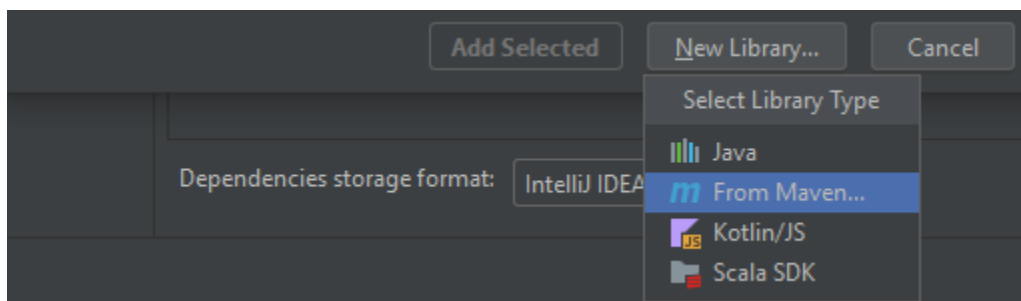 Add Selected New Library... Cancel
Select Library Type
Java
Dependencies storage format: IntelliJ IDEA
From Maven...
Kotlin/JS
Scala SDK